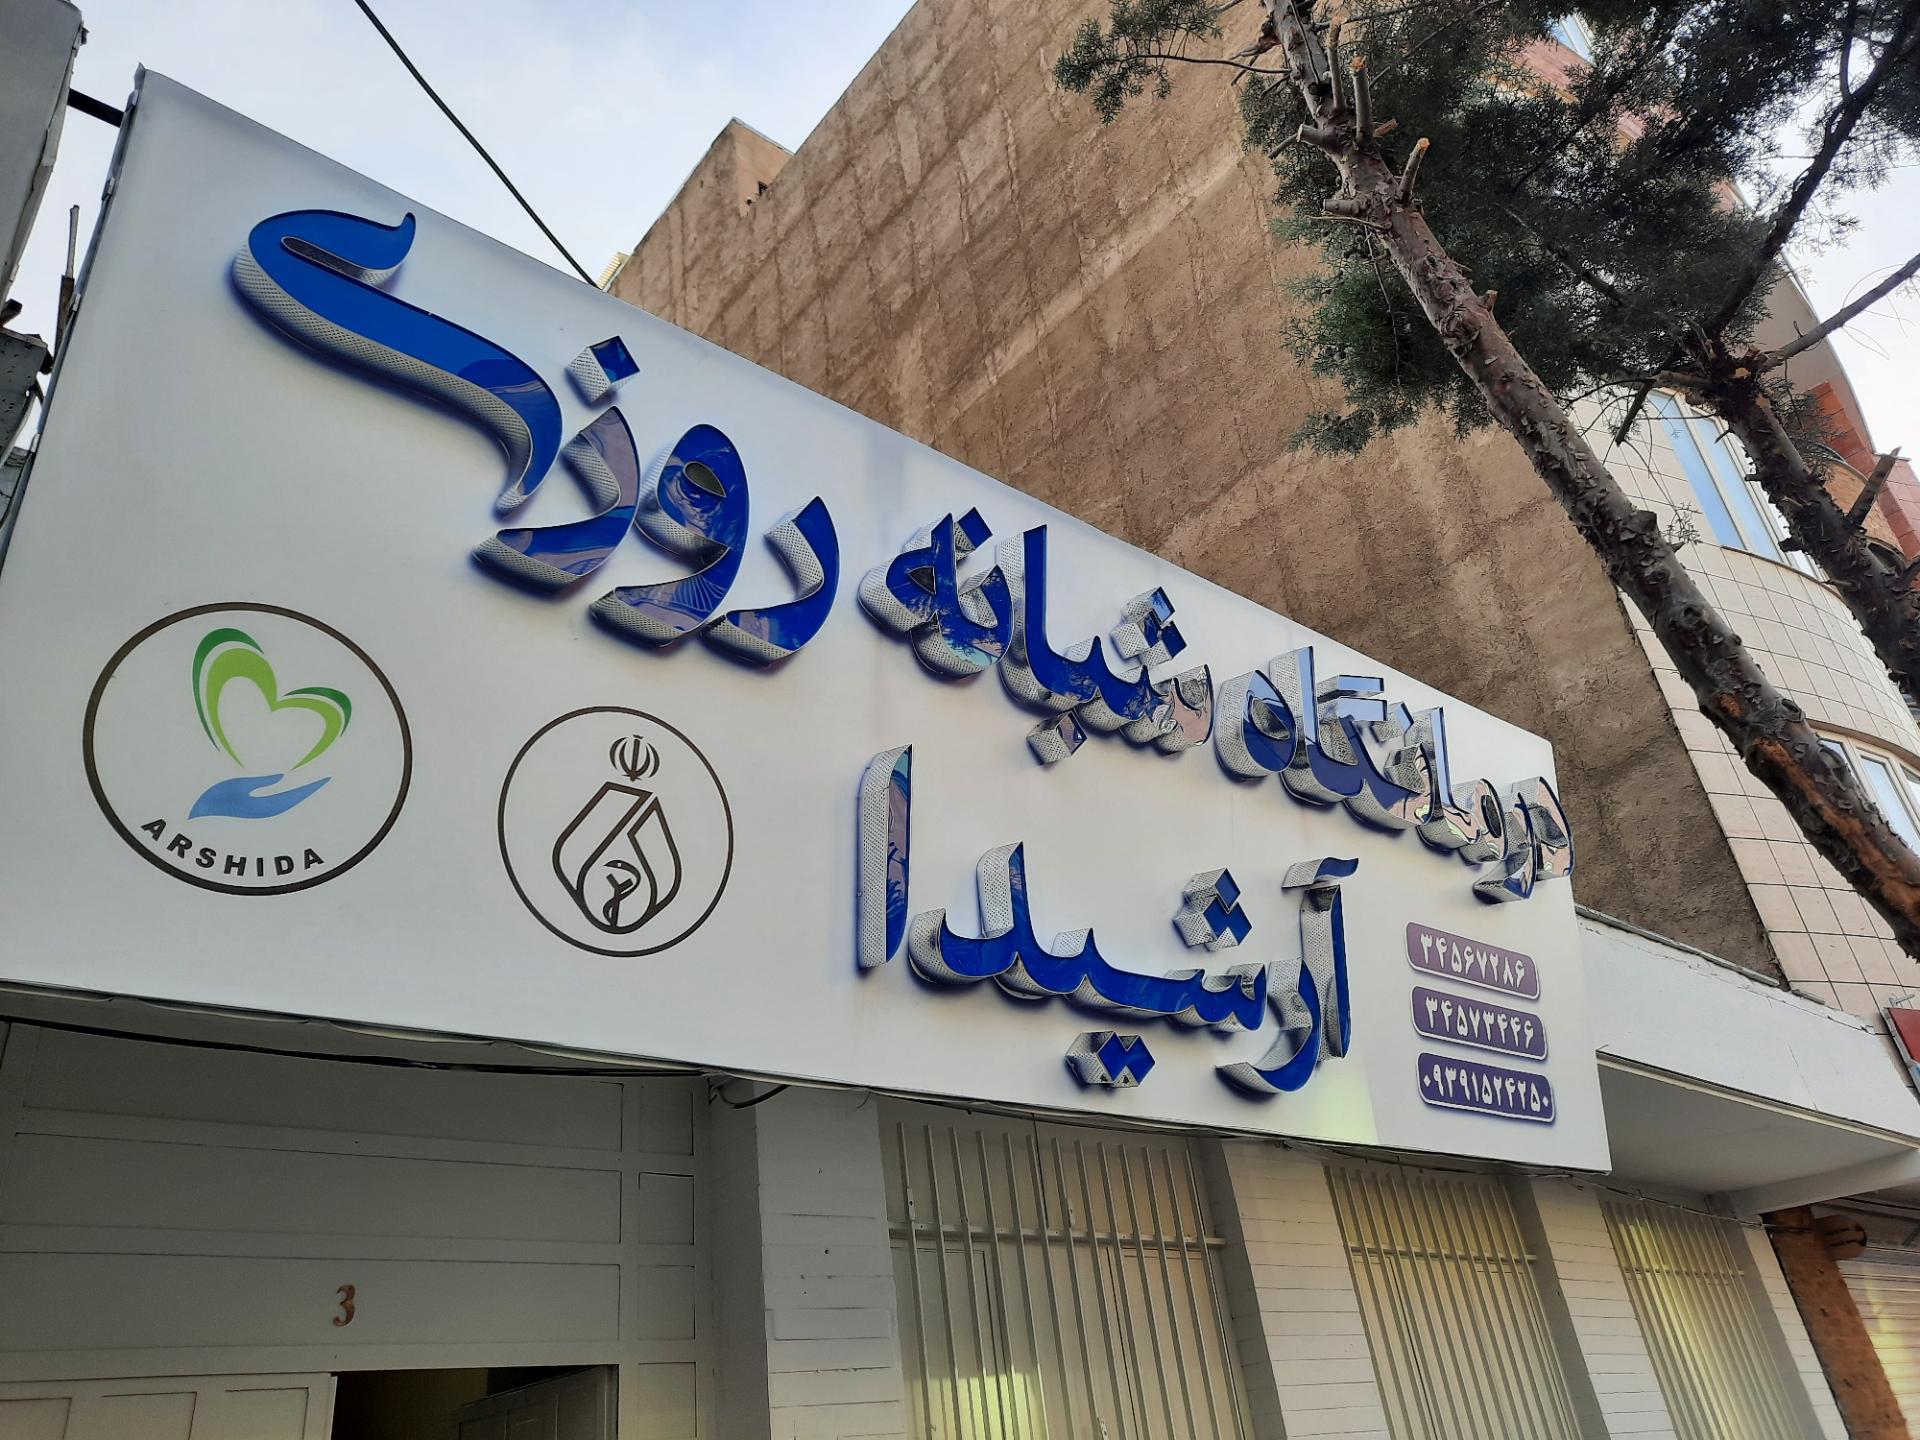 درمانگاه شبانه روزی
آرشیدا
۳۴۵۶۷۲۸۶
۳۴۵۷۳۴۴۶
۰۹۳۹۱۵۲۴۲۵۰
ARSHIDA
3